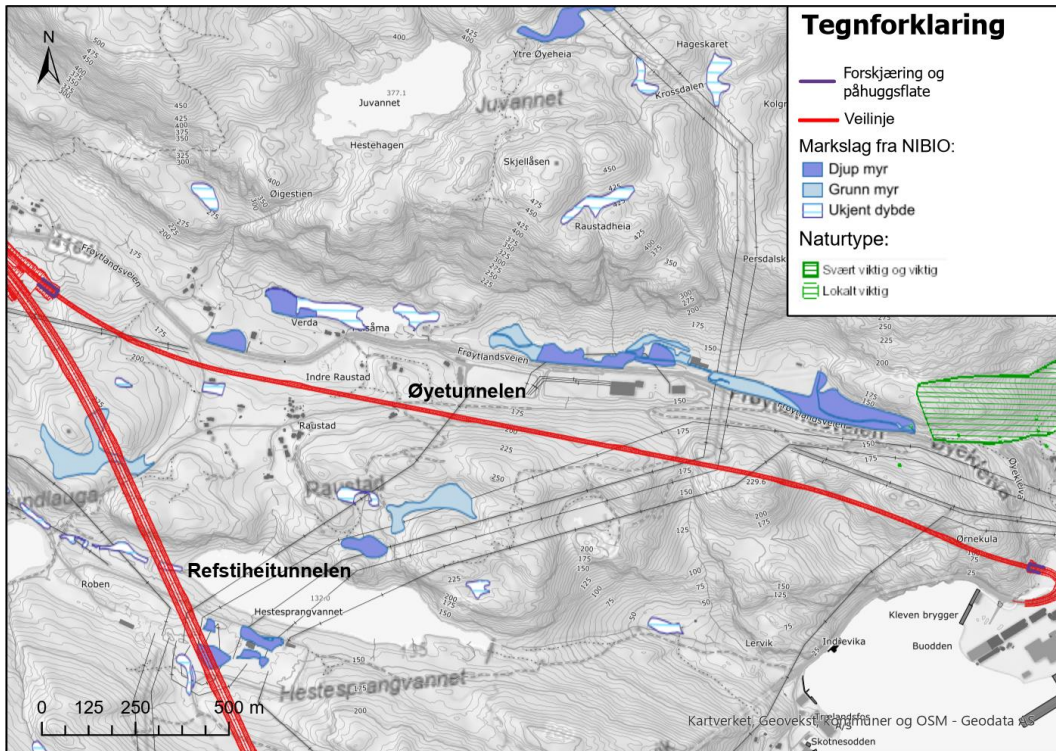 Tegnforklaring
Forskjæring og
påhuggsflate
Veilinje
Markslag fra NIBIO:
Djup myr
Grunn myr
Ukjent dybde
Naturtype:
Svært viktig og viktig
Lokalt viktig
N
Ytre Øyeheia
Hageskaret
Krossdalen
377.1
Juvannet
Juvannet
Hestehagen
Skjellåsen
Øigestien
Raustadheia
Frøytlandsveien
Verda
Frøytlandsveien
Indre Raustad
Øyetunnelen
Raustad
Raustad
229.6
Øyekleiva
Ørnekula
Refstiheitunnelen
Roben
132.0
Hestesprangvannet
Hestesprangvannet
Kleven brygger
Buodden
Lervik
0 125 250 500 m
Kartverket, Geovekst, kommuner og OSM - Geodata AS
Skotnesodden